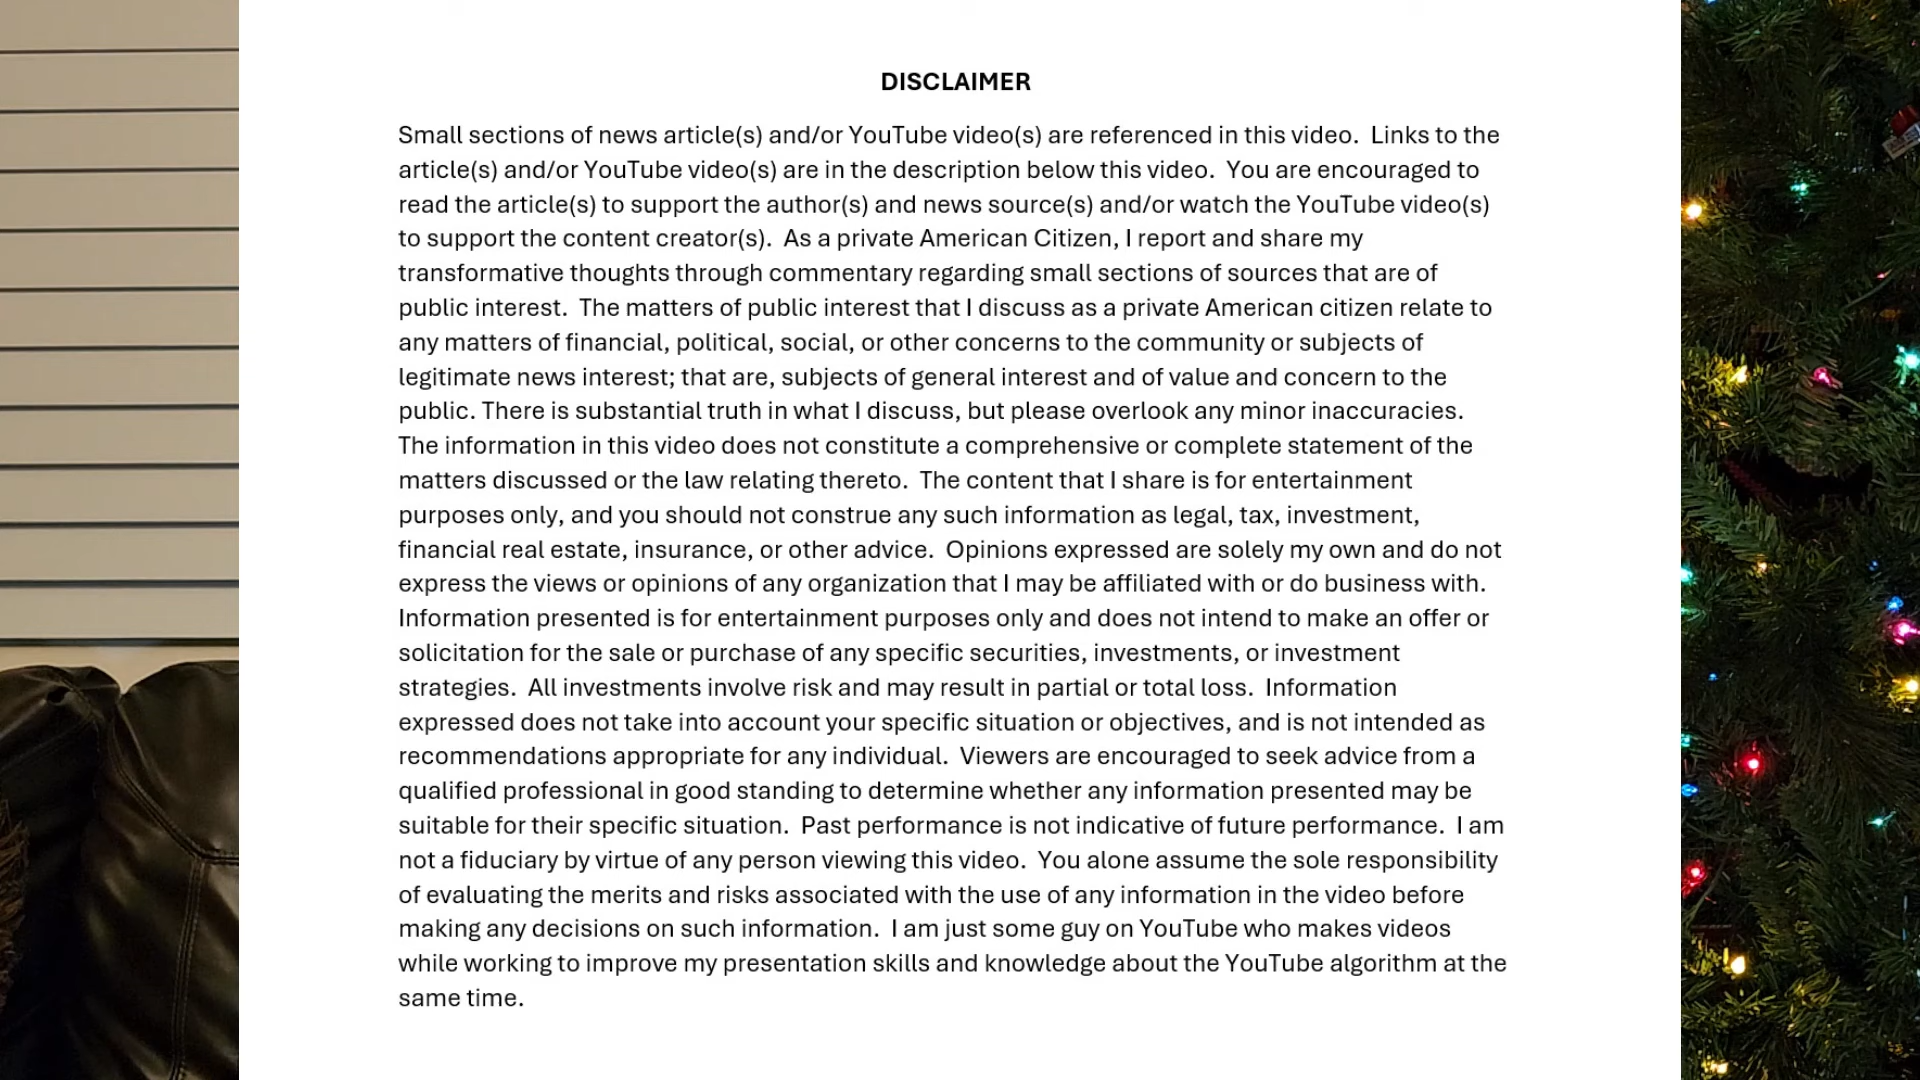 DISCLAIMER
Small sections of news article(s) and/or YouTube video(s) are referenced in this video.  Links to the
article(s) and/or YouTube video(s) are in the description below this video.  You are encouraged to
read the article(s) to support the author(s) and news source(s) and/or watch the YouTube video(s)
to support the content creator(s).  As a private American Citizen, I report and share my
transformative thoughts through commentary regarding small sections of sources that are of
public interest.  The matters of public interest that I discuss as a private American citizen relate to
any matters of financial, political, social, or other concerns to the community or subjects of
legitimate news interest; that are, subjects of general interest and of value and concern to the
public. There is substantial truth in what I discuss, but please overlook any minor inaccuracies.
The information in this video does not constitute a comprehensive or complete statement of the
matters discussed or the law relating thereto.  The content that I share is for entertainment
purposes only, and you should not construe any such information as legal, tax, investment,
financial real estate, insurance, or other advice.  Opinions expressed are solely my own and do not
express the views or opinions of any organization that I may be affiliated with or do business with.
Information presented is for entertainment purposes only and does not intend to make an offer or
solicitation for the sale or purchase of any specific securities, investments, or investment
strategies.  All investments involve risk and may result in partial or total loss.  Information
expressed does not take into account your specific situation or objectives, and is not intended as
recommendations appropriate for any individual.  Viewers are encouraged to seek advice from a
qualified professional in good standing to determine whether any information presented may be
suitable for their specific situation.  Past performance is not indicative of future performance.  I am
not a fiduciary by virtue of any person viewing this video.  You alone assume the sole responsibility
of evaluating the merits and risks associated with the use of any information in the video before
making any decisions on such information.  I am just some guy on YouTube who makes videos
while working to improve my presentation skills and knowledge about the YouTube algorithm at the
same time.